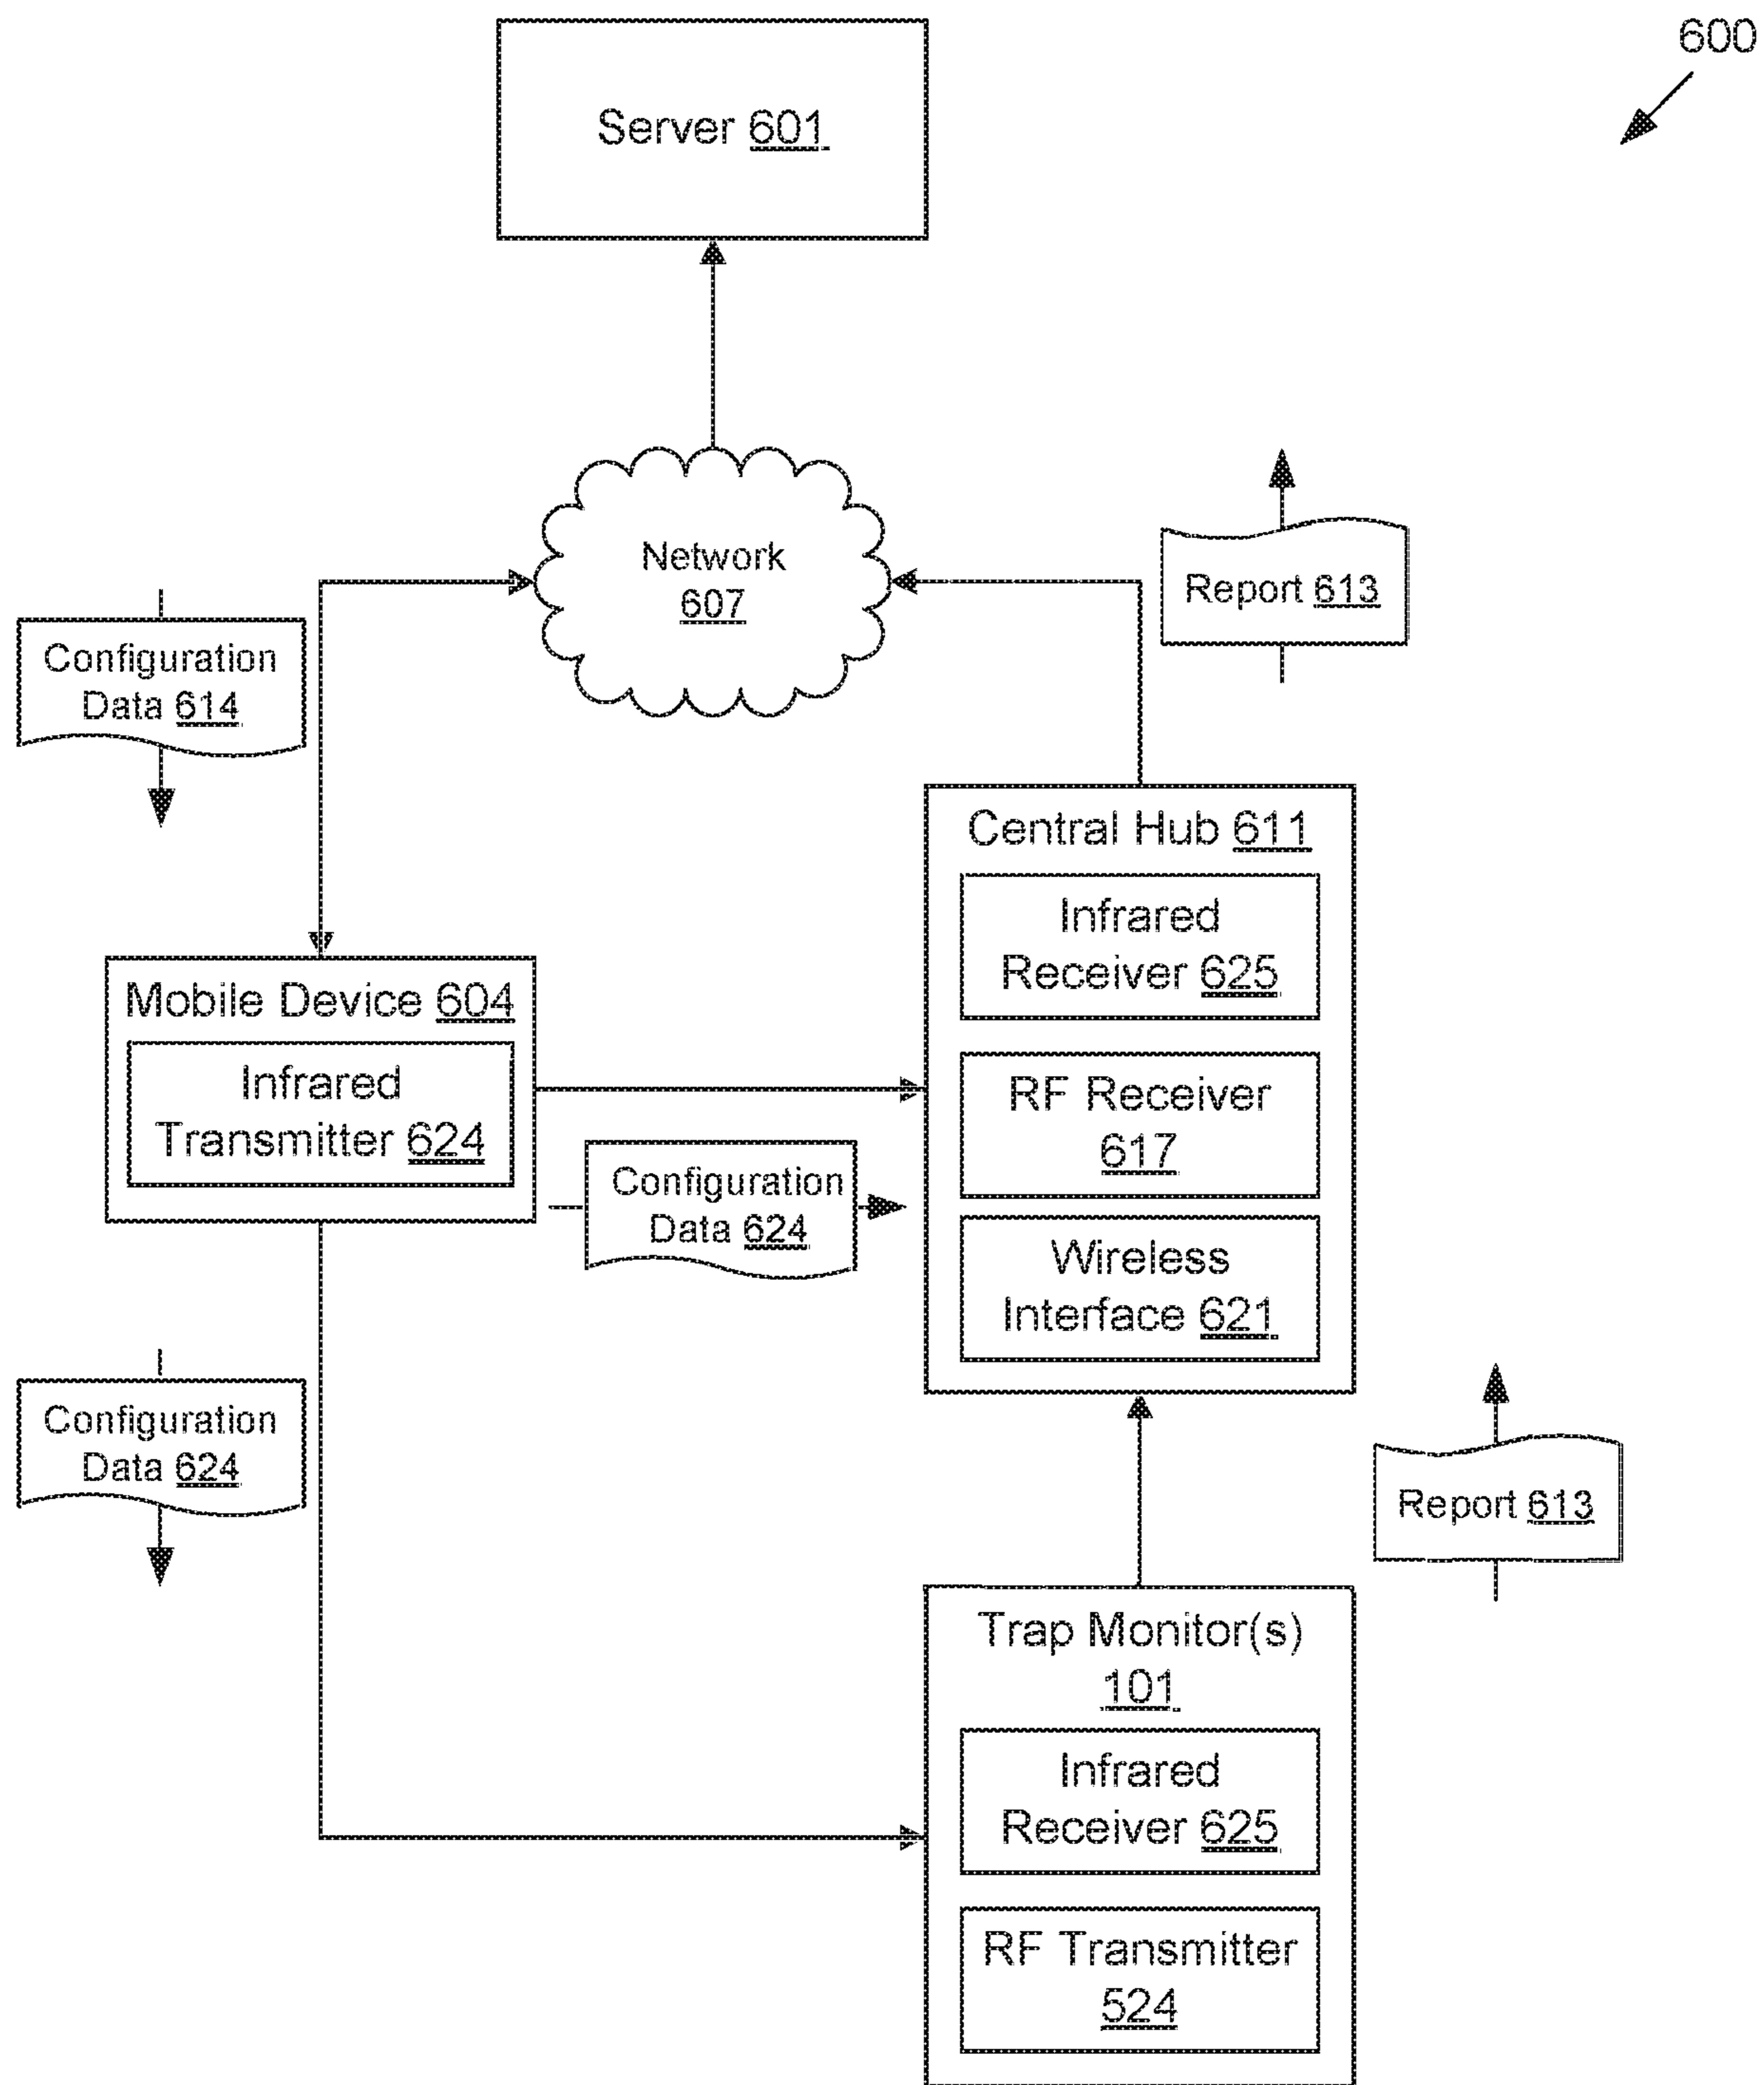 600
Server 601
Network
607
Report 613
Configuration
Data 614
Central Hub 611
Infrared
Receiver 625
Mobile Device 604
Infrared
Transmitter 624
RF Receiver
617
Configuration
Data 624
Wireless
Interface 621
Configuration
Data 624
Report 613
Trap Monitor(s)
101
Infrared
Receiver 625
RF Transmitter
524